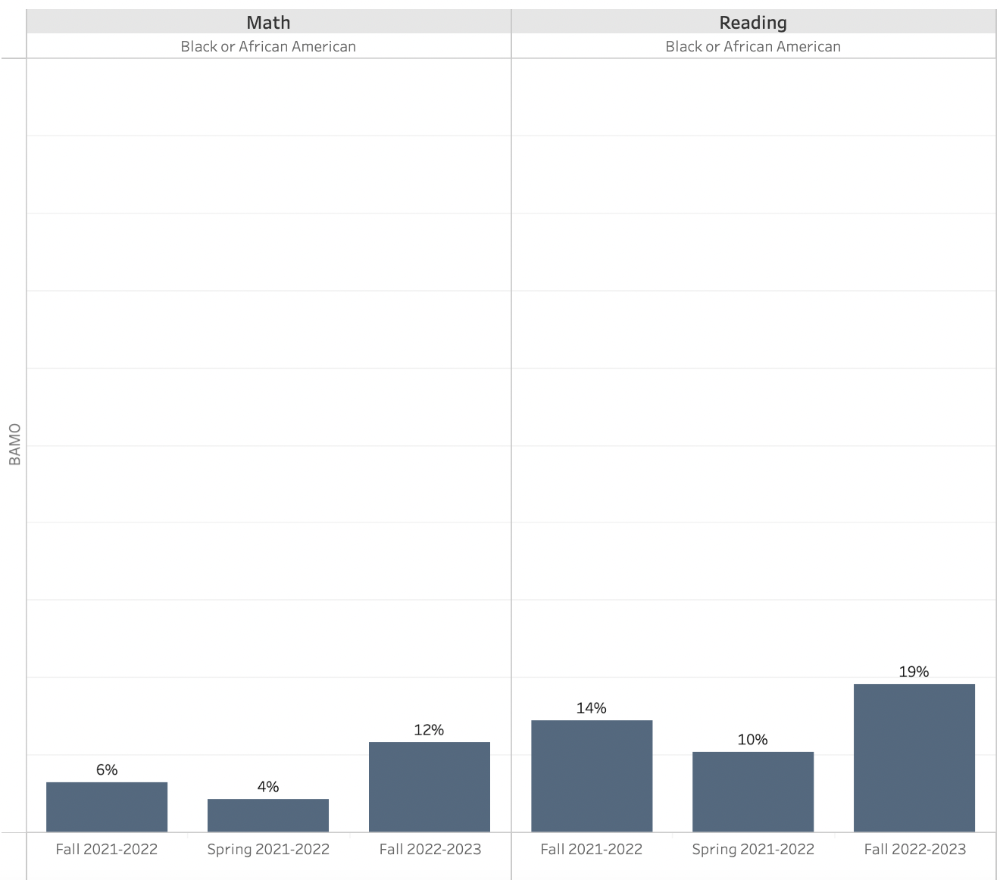 Math
Reading
Black or African American
Black or African American
BAMO
6%
4%
12%
14%
10%
19%
Fall 2021-2022
Spring 2021-2022
Fall 2022-2023
Fall 2021-2022
Spring 2021-2022
Fall 2022-2023